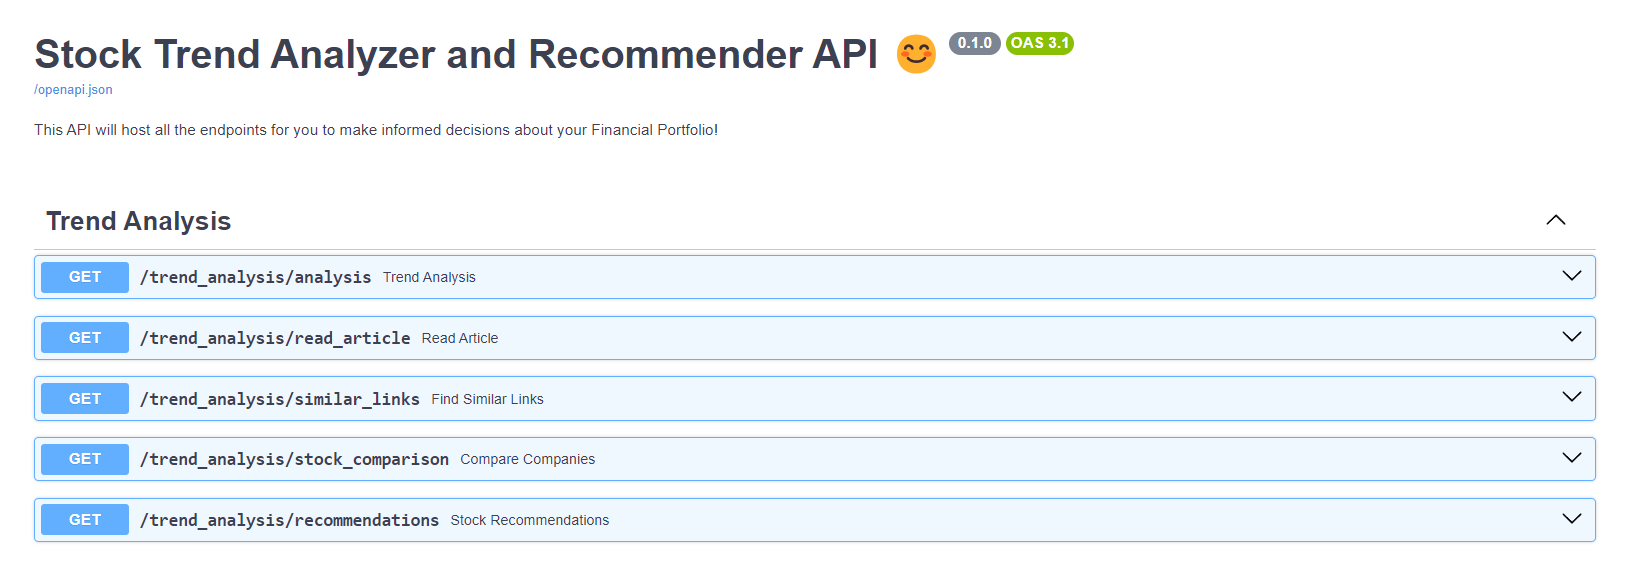 Stock Trend Analyzer and Recommender API 😊 0.1.0 OAS 3.1
/openapi.json
This API will host all the endpoints for you to make informed decisions about your Financial Portfolio!
Trend Analysis
GET /trend_analysis/analysis Trend Analysis
GET /trend_analysis/read_article Read Article
GET /trend_analysis/similar_links Find Similar Links
GET /trend_analysis/stock_comparison Compare Companies
GET /trend_analysis/recommendations Stock Recommendations